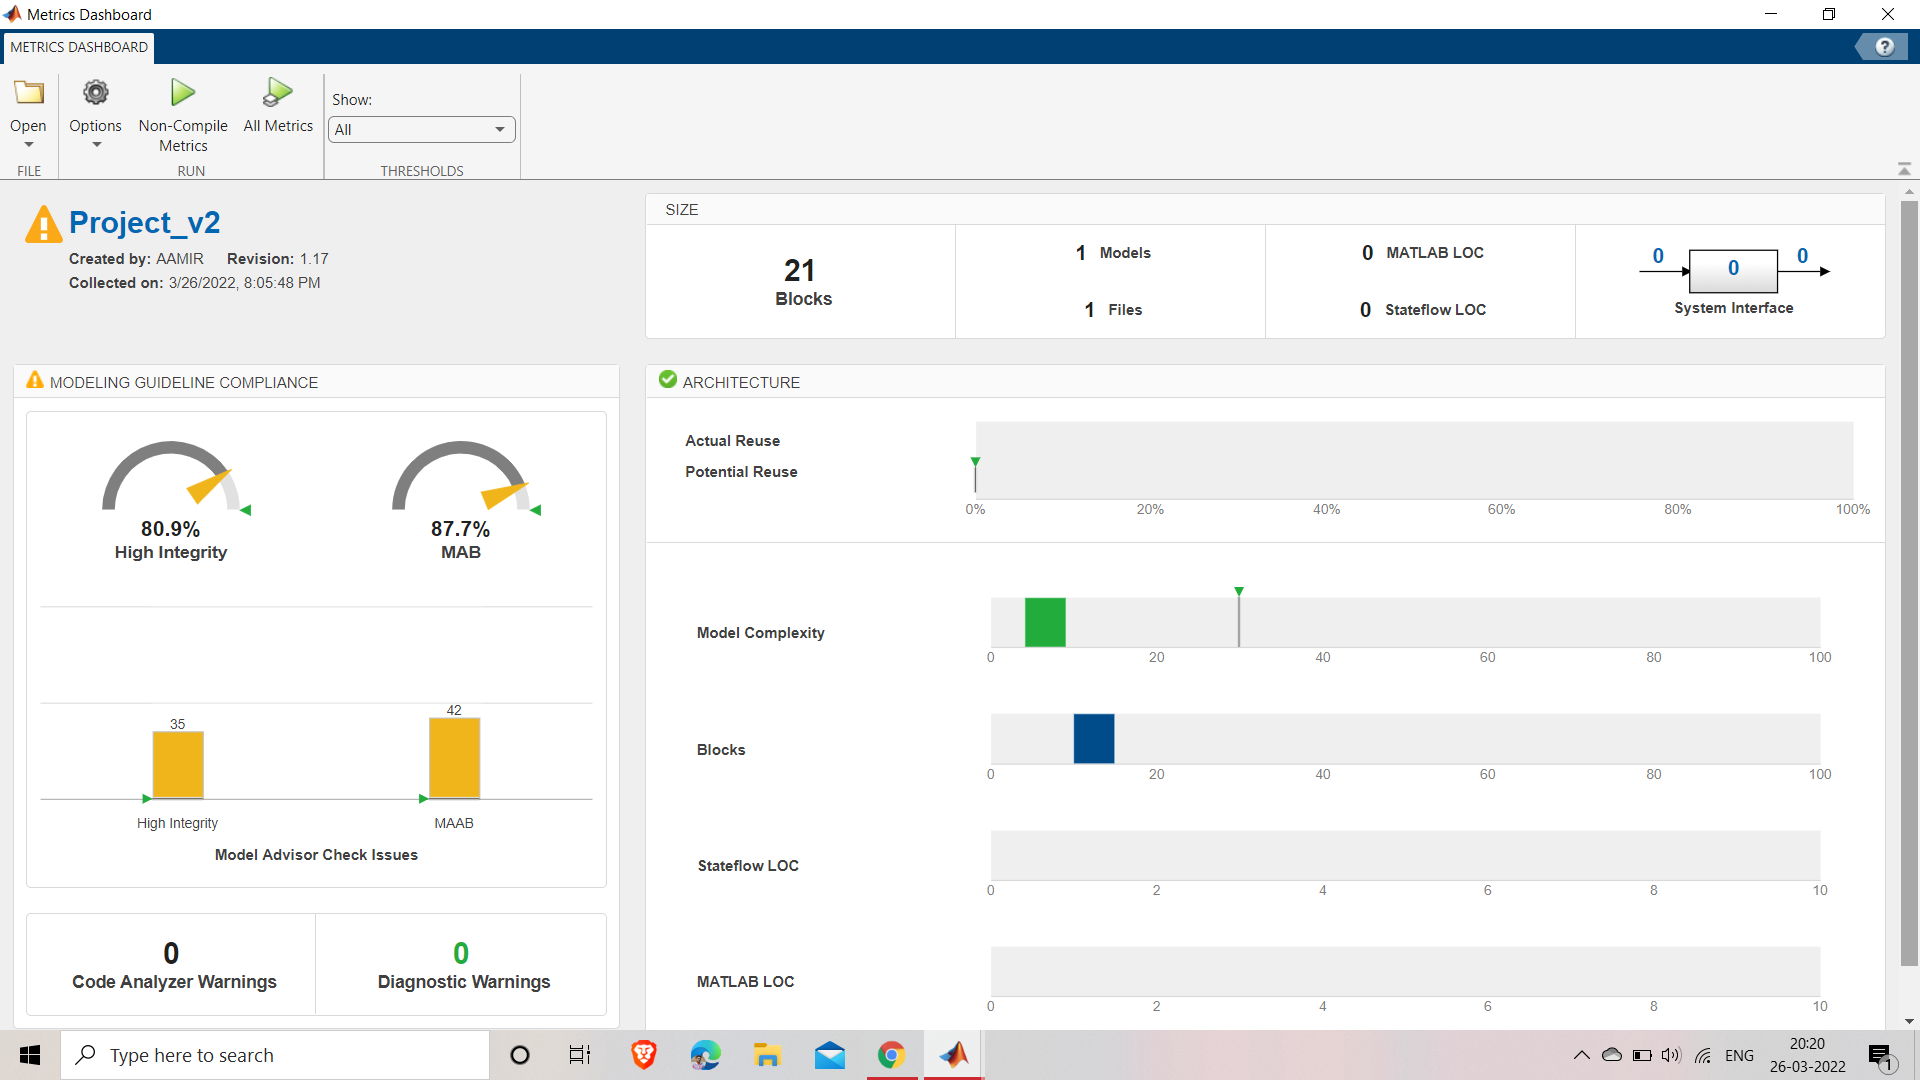 Metrics Dashboard
METRICS DASHBOARD
?
Open
Options
Non-Compile
Metrics
All Metrics
Show:
All
FILE
RUN
THRESHOLDS
Project_v2
Created by: AAMIR Revision: 1.17
Collected on: 3/26/2022, 8:05:48 PM
SIZE
21
Blocks
1 Models
1 Files
0 MATLAB LOC
0 Stateflow LOC
0 0 0
System Interface
MODELING GUIDELINE COMPLIANCE
80.9%
High Integrity
87.7%
MAB
35
42
High Integrity
MAAB
Model Advisor Check Issues
0
Code Analyzer Warnings
0
Diagnostic Warnings
ARCHITECTURE
Actual Reuse
Potential Reuse
0% 20% 40% 60% 80% 100%
Model Complexity
0 20 40 60 80 100
Blocks
0 20 40 60 80 100
Stateflow LOC
0 2 4 6 8 10
MATLAB LOC
0 2 4 6 8 10
Type here to search
ENG
20:20
26-03-2022
1